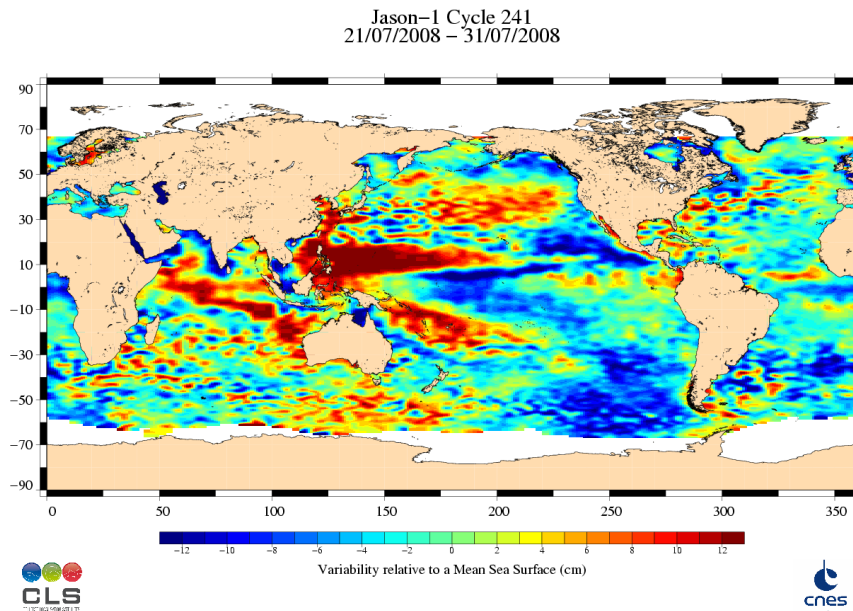 Jason-1 Cycle 241
21/07/2008 - 31/07/2008
90
70
50
30
10
-10
-30
-50
-70
-90
0 50 100 150 200 250 300 350
-12 -10 -8 -6 -4 -2 0 2 4 6 8 10 12
Variability relative to a Mean Sea Surface (cm)
CLS
cnes